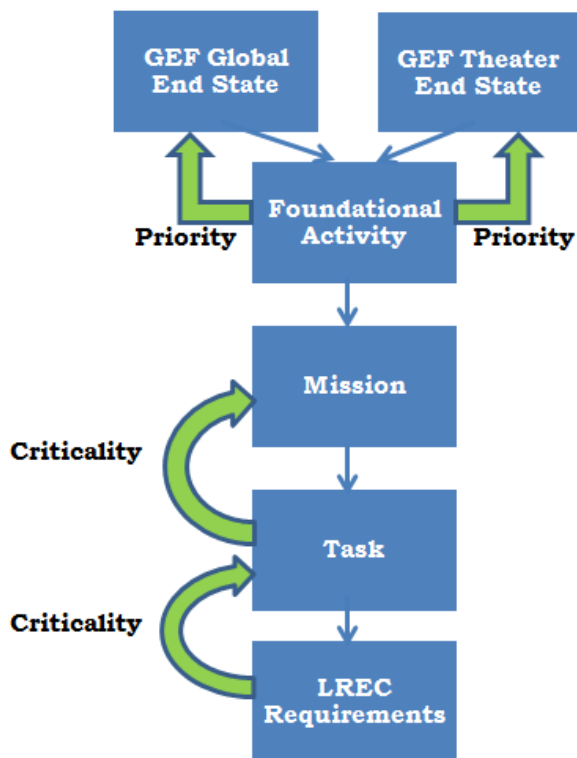 GEF Global
End State
GEF Theater
End State
Foundational
Activity
Priority
Priority
Mission
Criticality
Task
Criticality
LREC
Requirements